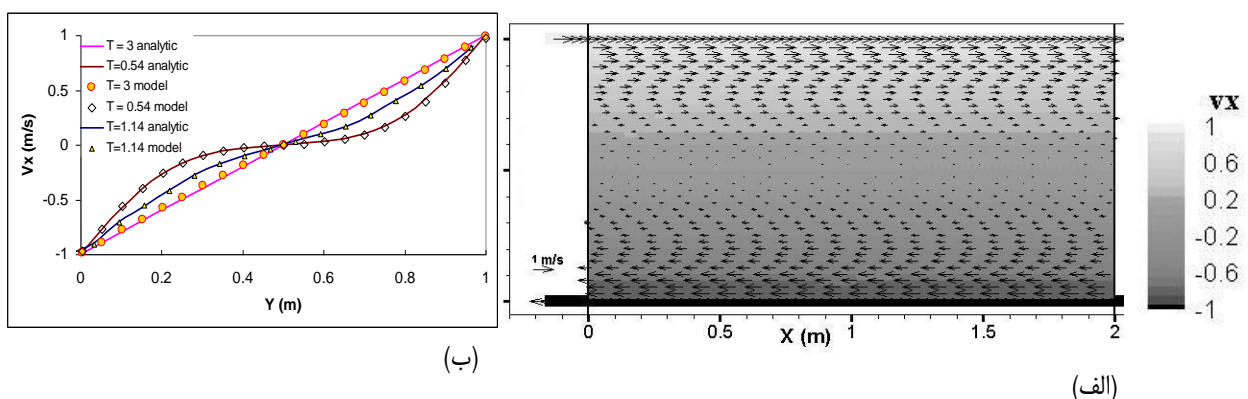 T = 3 analytic
T=0.54 analytic
T= 3 model
T = 0.54 model
T=1.14 analytic
T=1.14 model
Vx (m/s)
1
0.5
0
-0.5
-1
0 0.2 0.4 0.6 0.8 1
Y (m)
(ب)
1 m/s
0 0.5 1 1.5 2
X (m)
(الف)
vx
1
0.6
0.2
-0.2
-0.6
-1